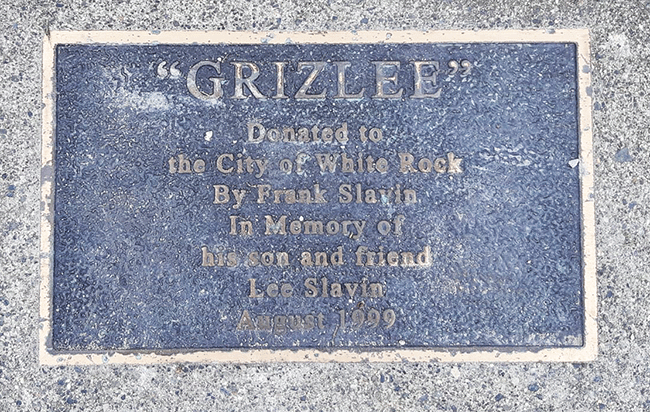 “GRIZLEE”
Donated to
the City of White Rock
By Frank Slavin
In Memory of
his son and friend
Lee Slavin
August 1999